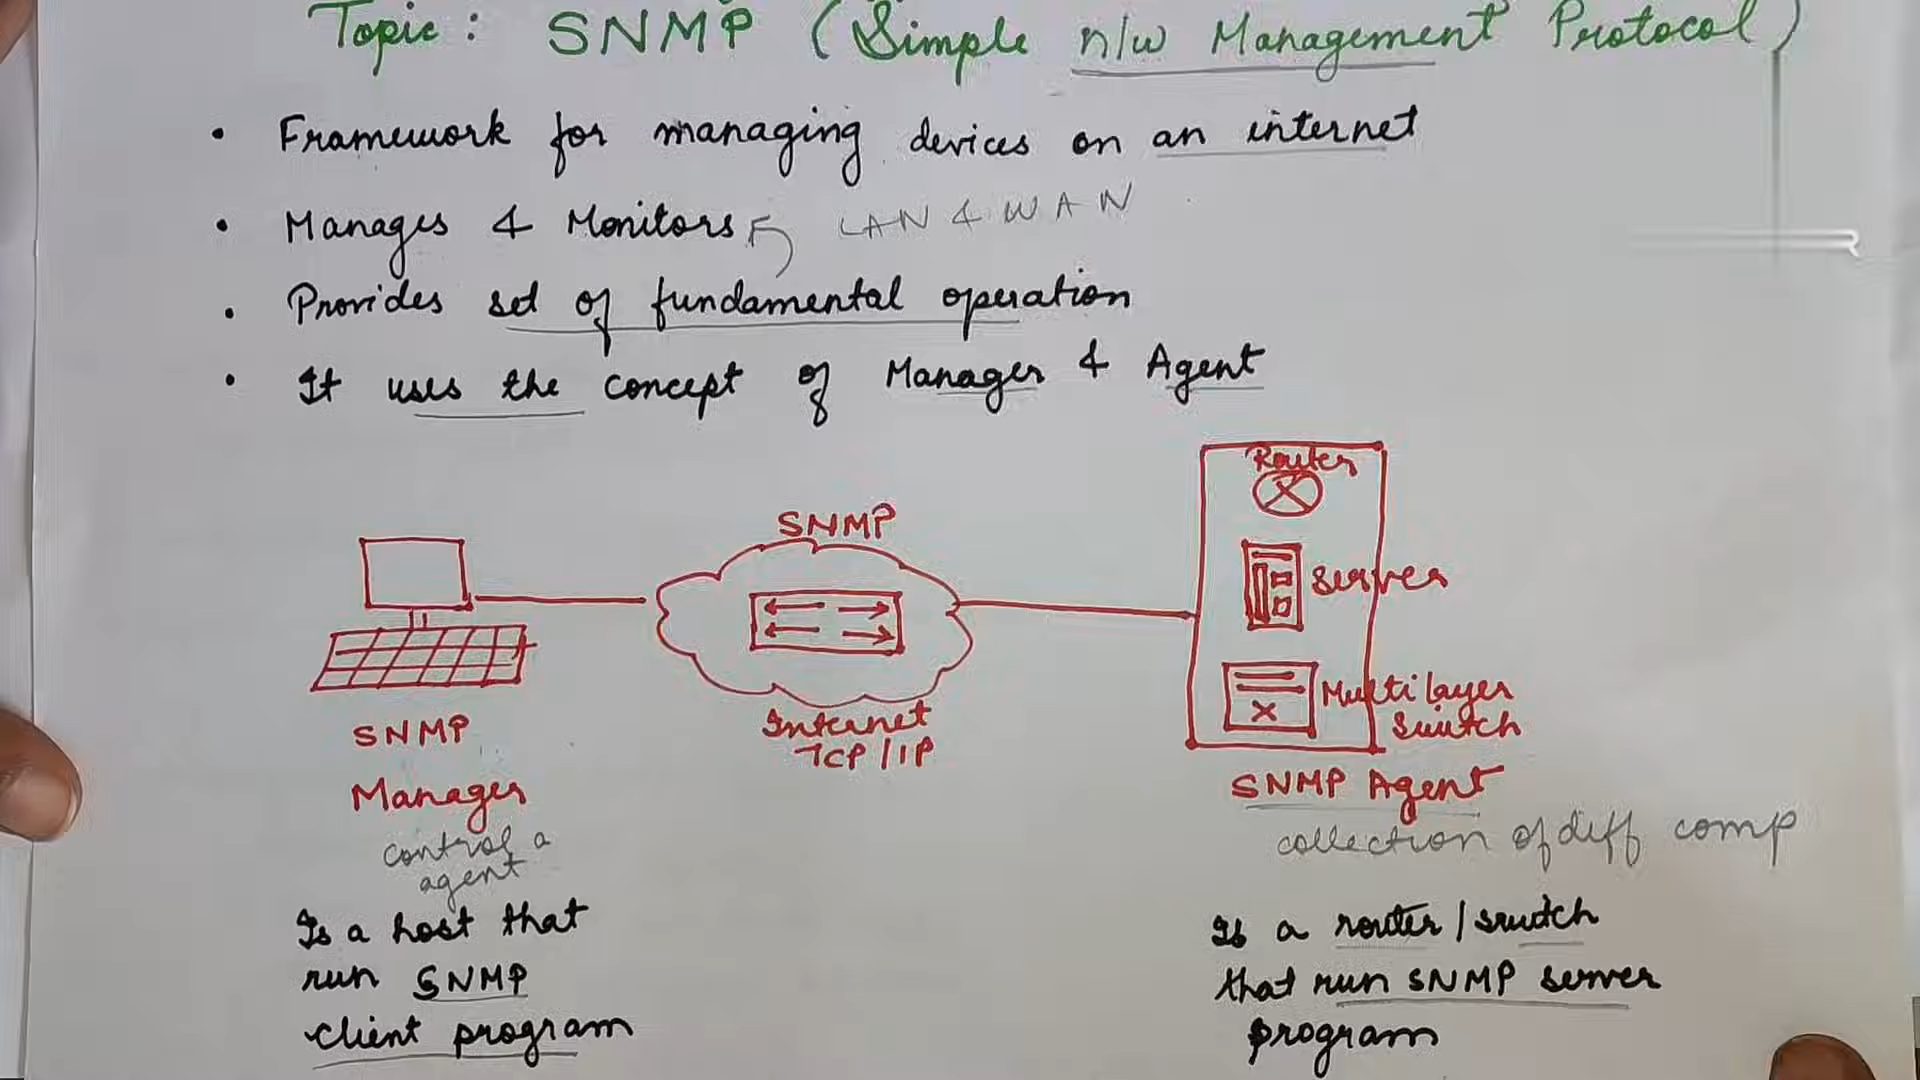 Topic : SNMP (Simple n/w Management Protocol)
• Framework for managing devices on an internet
• Manages & Monitors LAN & WAN
• Provides set of fundamental operation
• It uses the concept of Manager & Agent
Router
SNMP
Server
Multilayer
Switch
Internet
TCP/IP
SNMP
Manager
control a
agent
SNMP Agent
collection of diff comp
Is a host that
run SNMP
client program
Is a router/switch
that run SNMP server
program